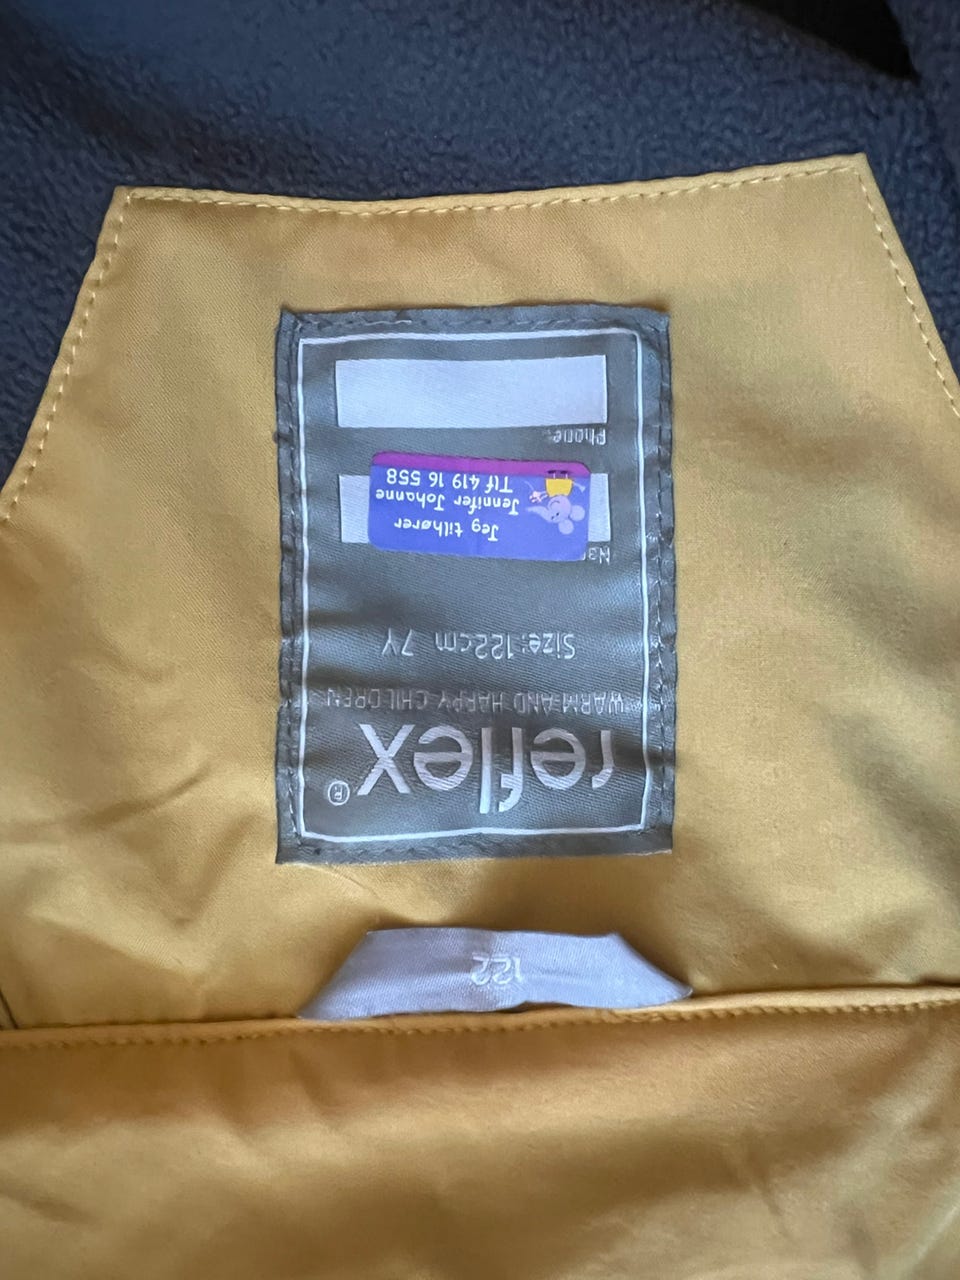 reflex®
WARM AND HAPPY CHILDREN
Size: 122cm 7Y
Jeg tilhører
Jennifer Johanne
Tlf 419 16 558
Phone:
122